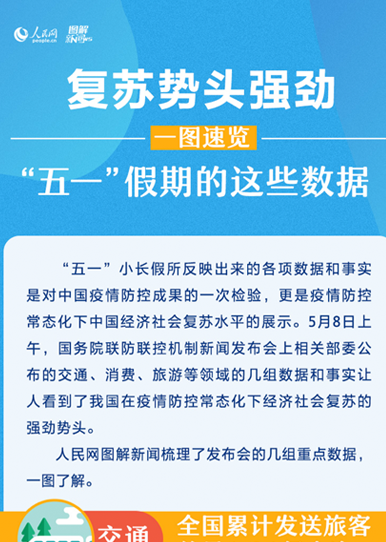 人民网
people.cn
图解
新News
复苏势头强劲
一图速览
“五一”假期的这些数据
“五一”小长假所反映出来的各项数据和事实
是对中国疫情防控成果的一次检验，更是疫情防控
常态化下中国经济社会复苏水平的展示。5月8日上
午，国务院联防联控机制新闻发布会上相关部委公
布的交通、消费、旅游等领域的几组数据和事实让
人看到了我国在疫情防控常态化下经济社会复苏的
强劲势头。
人民网图解新闻梳理了发布会的几组重点数据，
一图了解。
交通
全国累计发送旅客